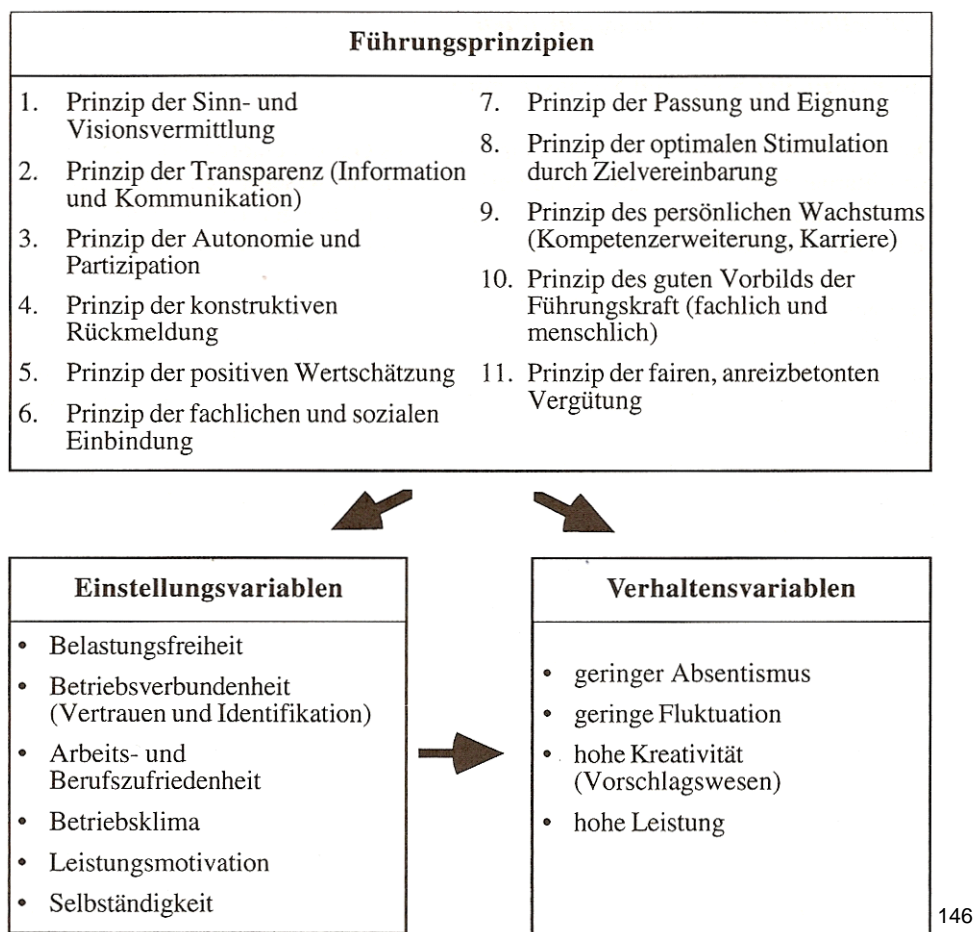 Führungsprinzipien
1. Prinzip der Sinn- und
Visionsvermittlung
2. Prinzip der Transparenz (Information
und Kommunikation)
3. Prinzip der Autonomie und
Partizipation
4. Prinzip der konstruktiven
Rückmeldung
5. Prinzip der positiven Wertschätzung
6. Prinzip der fachlichen und sozialen
Einbindung
7. Prinzip der Passung und Eignung
8. Prinzip der optimalen Stimulation
durch Zielvereinbarung
9. Prinzip des persönlichen Wachstums
(Kompetenzerweiterung, Karriere)
10. Prinzip des guten Vorbilds der
Führungskraft (fachlich und
menschlich)
11. Prinzip der fairen, anreizbetonten
Vergütung
Einstellungsvariablen
• Belastungsfreiheit
• Betriebsverbundenheit
(Vertrauen und Identifikation)
• Arbeits- und
Berufszufriedenheit
• Betriebsklima
• Leistungsmotivation
• Selbständigkeit
Verhaltensvariablen
• geringer Absentismus
• geringe Fluktuation
• hohe Kreativität
(Vorschlagswesen)
• hohe Leistung
146